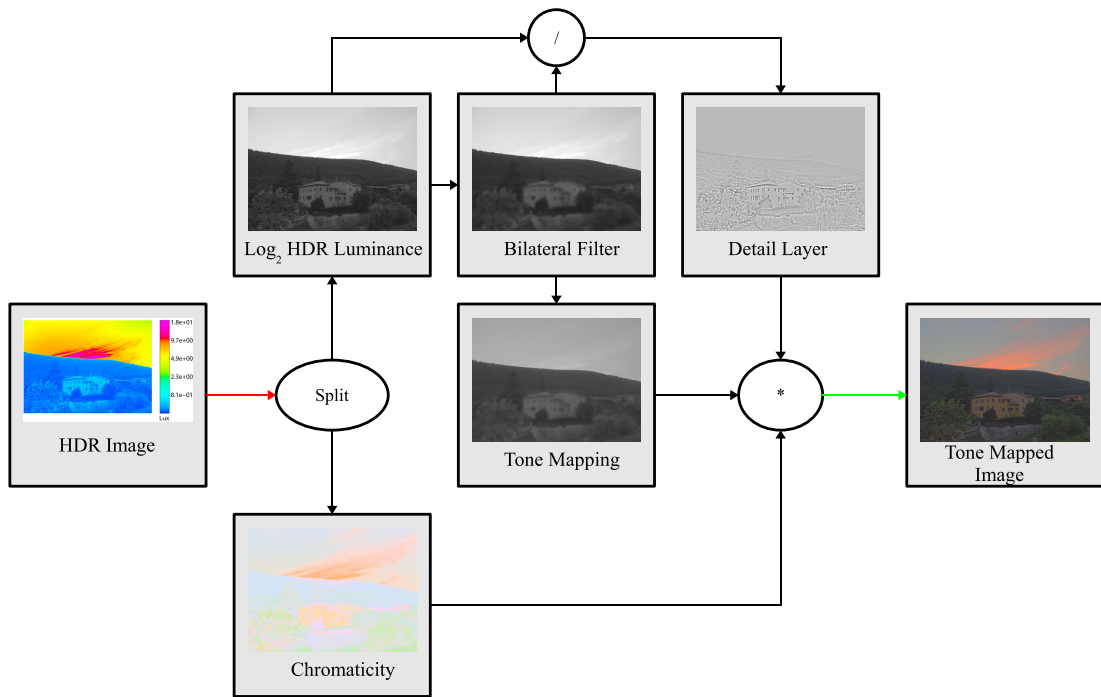 /
Log₂ HDR Luminance
Bilateral Filter
Detail Layer
1.8e+01
9.7e+00
4.9e+00
2.3e+00
8.1e−01
Lux
HDR Image
Split
Tone Mapping
*
Tone Mapped
Image
Chromaticity